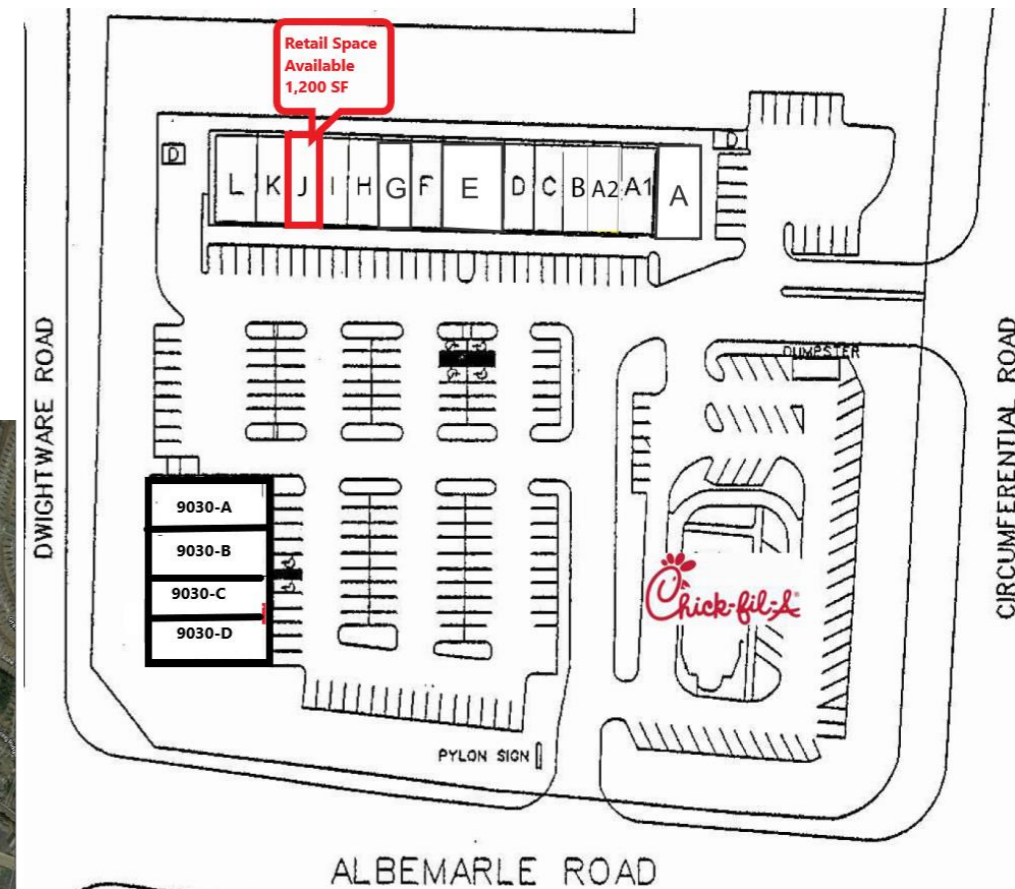 Retail Space
Available
1,200 SF
D
D
L K J I H G F E D C B A2 A1 A
DUMPSTER
DWIGHTWARE ROAD
CIRCUMFERENTIAL ROAD
9030-A
9030-B
9030-C
9030-D
Chick-fil-A
PYLON SIGN
ALBEMARLE ROAD